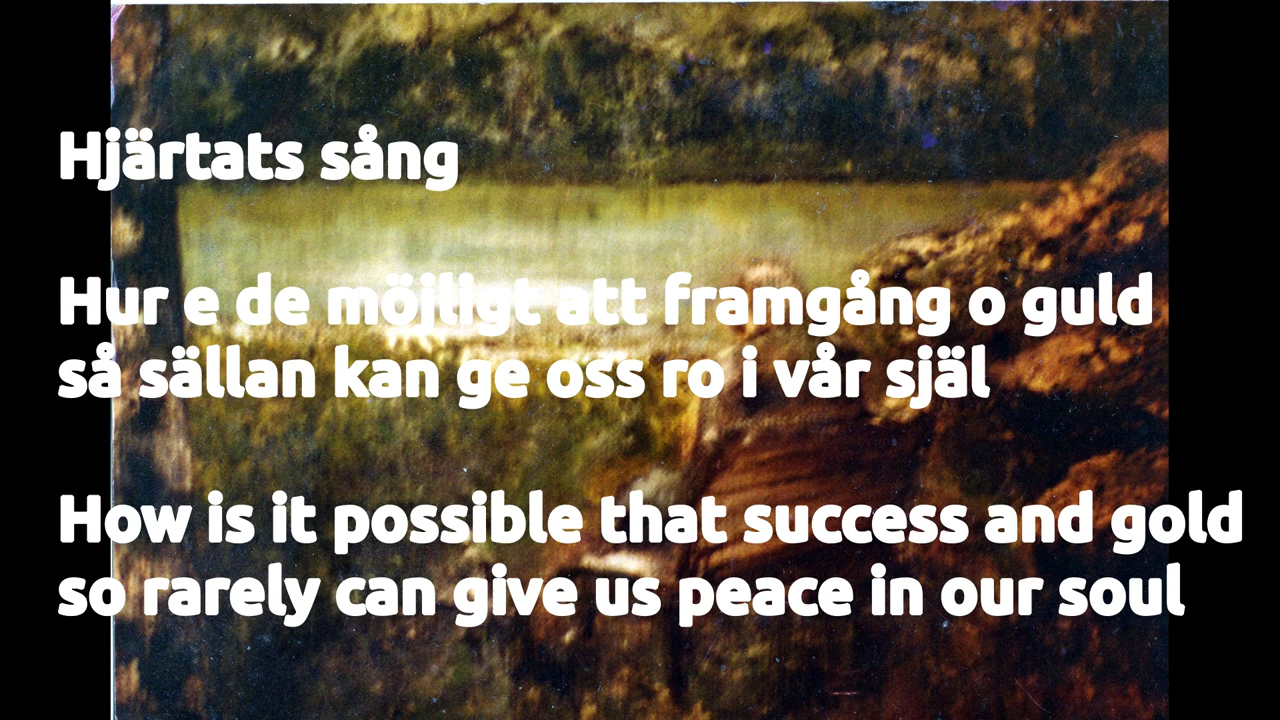 Hjärtats sång
Hur e de möjligt att framgång o guld
så sällan kan ge oss ro i vår själ
How is it possible that success and gold
so rarely can give us peace in our soul